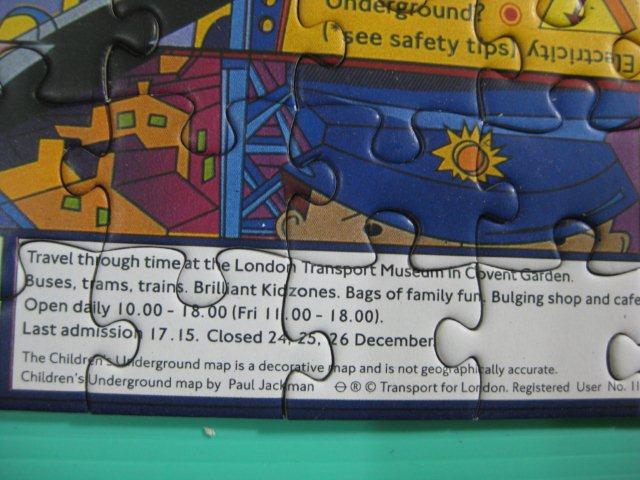 Underground?
(*see safety tips)
Electricity
Travel through time at the London Transport Museum in Covent Garden.
Buses, trams, trains. Brilliant Kidzones. Bags of family fun. Bulging shop and cafe
Open daily 10.00 - 18.00 (Fri 11.00 - 18.00).
Last admission 17.15. Closed 24, 25, 26 December
The Children's Underground map is a decorative map and is not geographically accurate.
Children's Underground map by Paul Jackman ® © Transport for London. Registered User No.